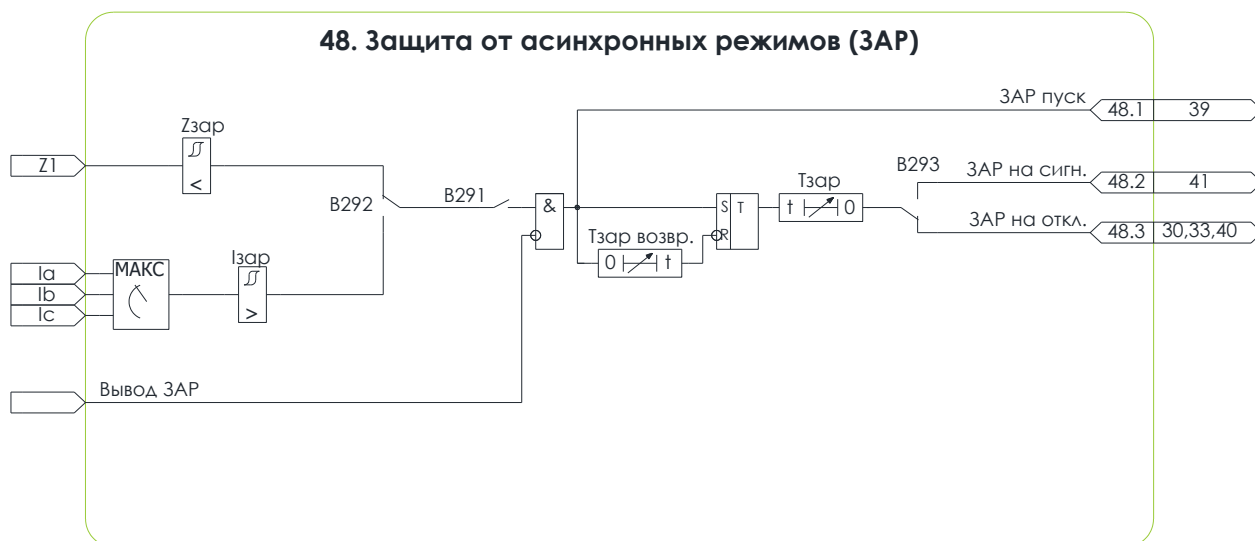 48. Защита от асинхронных режимов (ЗАР)
ЗАР пуск
48.1 39
Zзар
Z1
<
B292
B291
&
S T
R
Tзар
t 0
B293
ЗАР на сигн.
48.2 41
ЗАР на откл.
48.3 30,33,40
Tзар возвр.
0 t
Iзар
МАКС
Ia
Ib
Ic
>
Вывод ЗАР